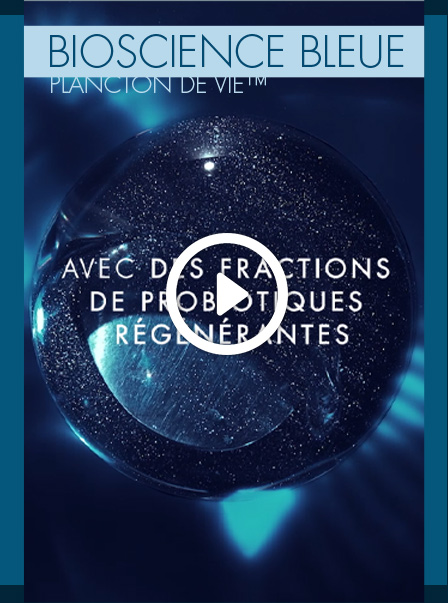 BIOSCIENCE BLEUE
PLANCTON DE VIE™
AVEC DES FRACTIONS
DE PROBIOTIQUES
RÉGÉNÉRANTES